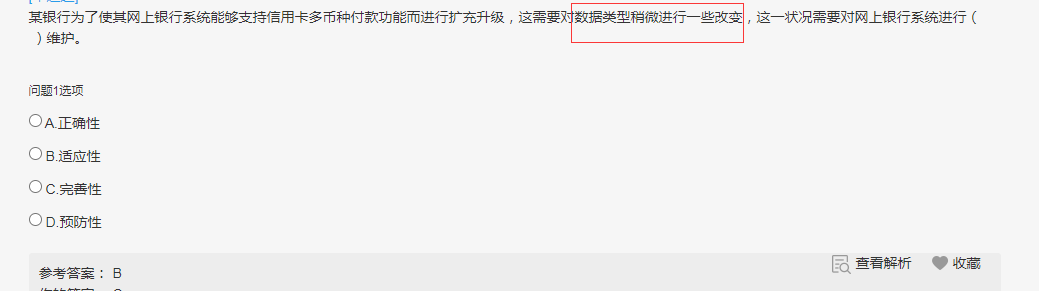 某银行为了使其网上银行系统能够支持信用卡多币种付款功能而进行扩充升级，这需要对数据类型稍微进行一些改变，这一状况需要对网上银行系统进行（
）维护。
问题1选项
A.正确性
B.适应性
C.完善性
D.预防性
查看解析 收藏
参考答案： B